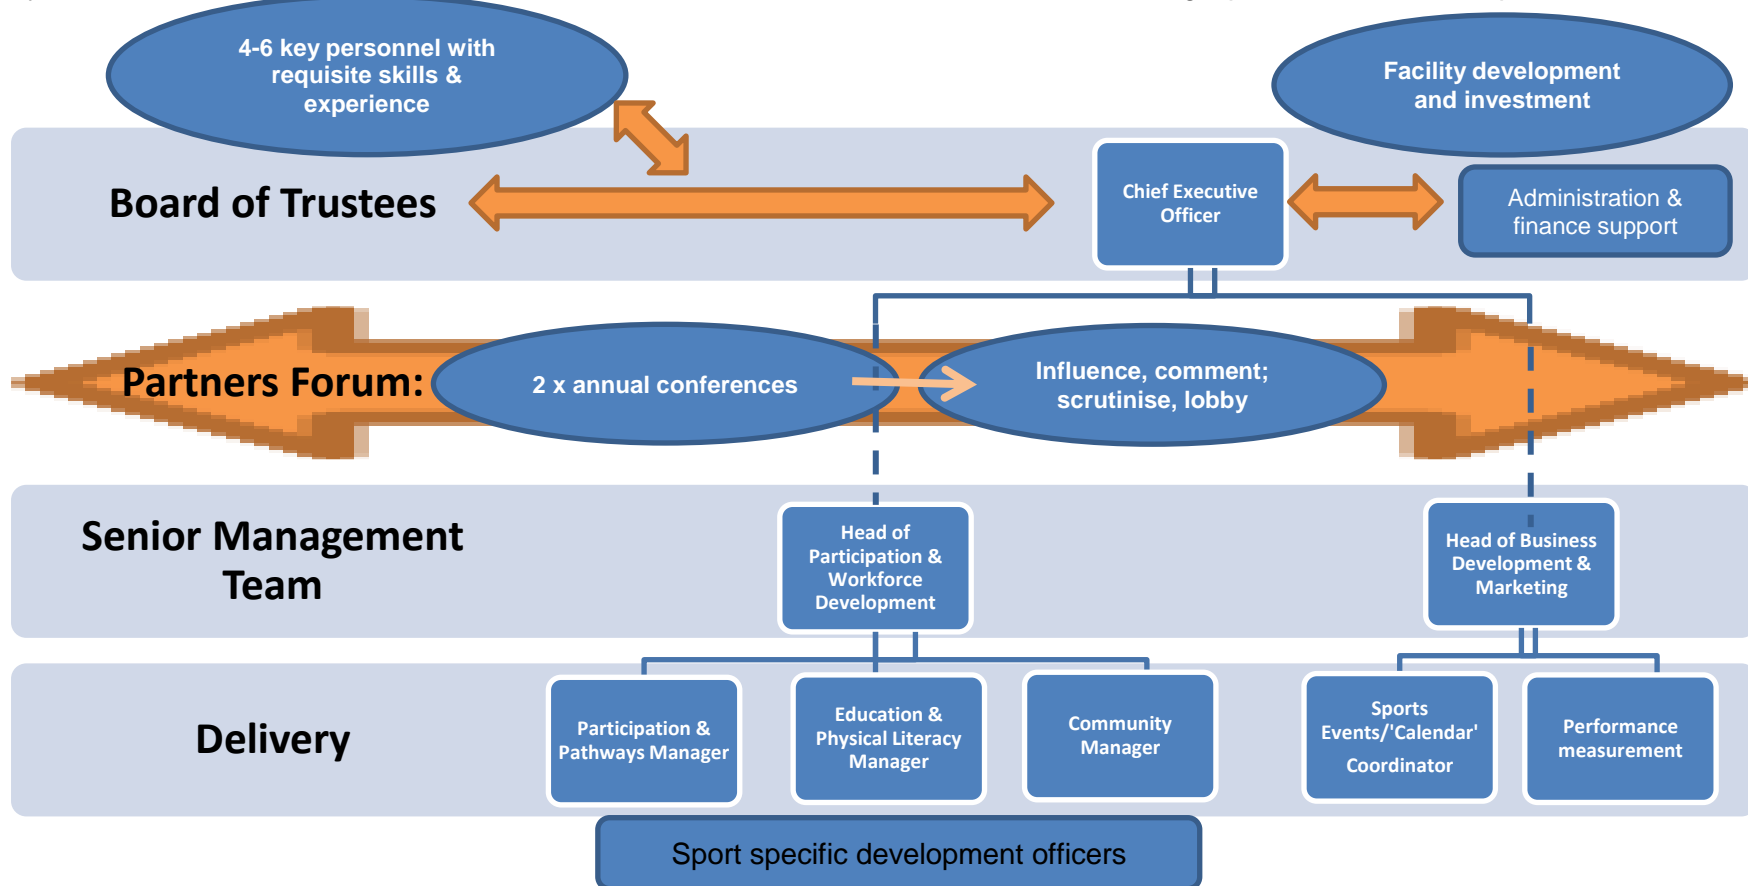 4-6 key personnel with
requisite skills &
experience
Facility development
and investment
Board of Trustees
Chief Executive
Officer
Administration &
finance support
Partners Forum:
2 x annual conferences
Influence, comment;
scrutinise, lobby
Senior Management
Team
Head of
Participation &
Workforce
Development
Head of Business
Development &
Marketing
Delivery
Participation &
Pathways Manager
Education &
Physical Literacy
Manager
Community
Manager
Sports
Events/'Calendar'
Coordinator
Performance
measurement
Sport specific development officers